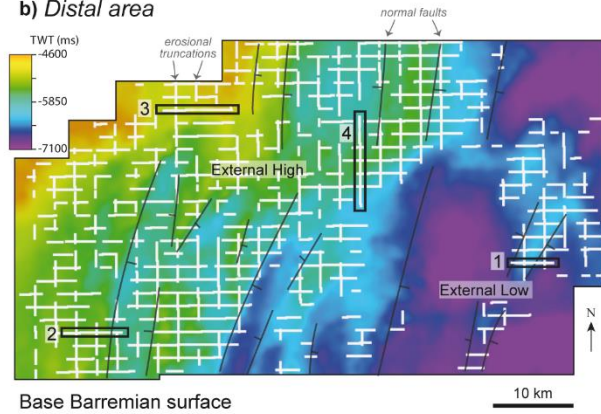 b) Distal area
TWT (ms)
-4600
-5850
-7100
erosional
truncations
normal faults
3
4
External High
1
External Low
2
N
Base Barremian surface
10 km